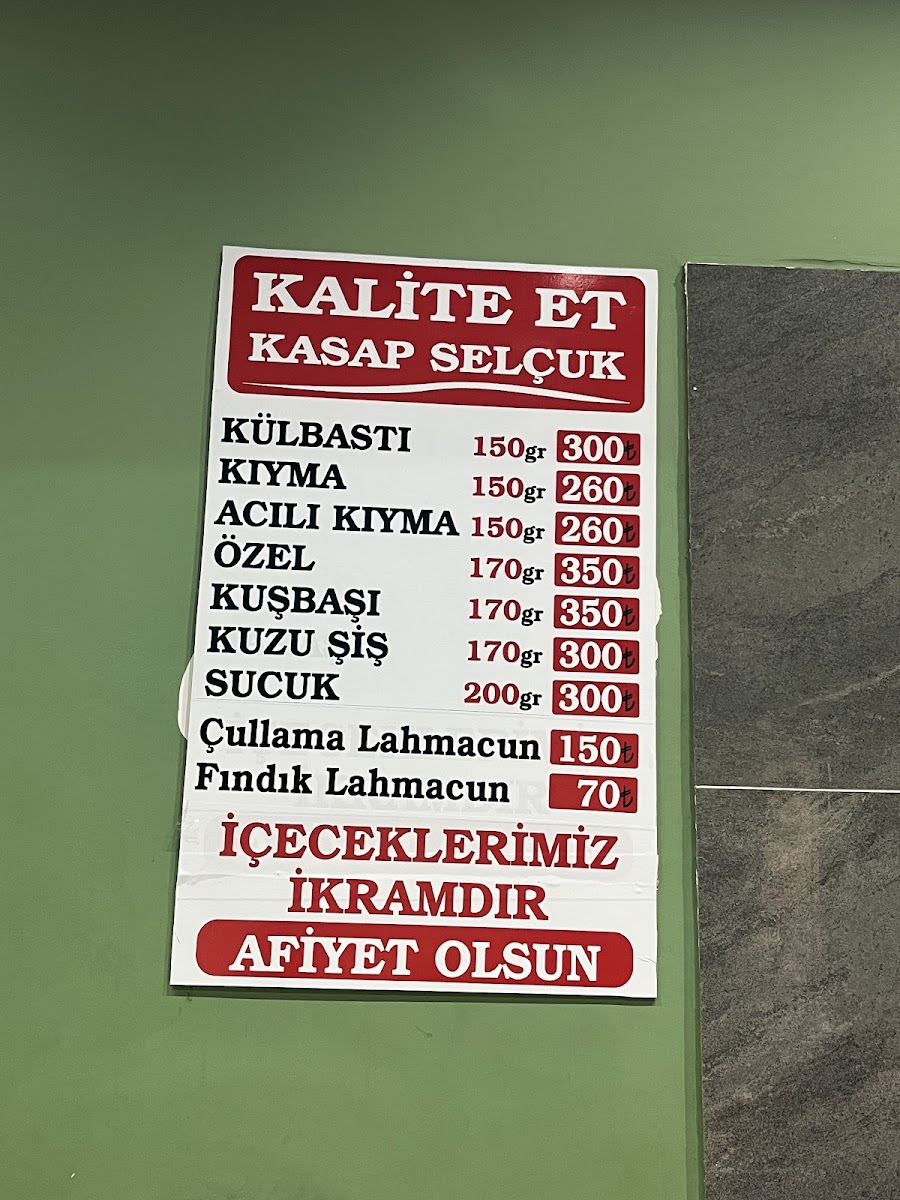 KALİTE ET
KASAP SELÇUK
KÜLBASTI 150gr 300₺
KIYMA 150gr 260₺
ACILI KIYMA 150gr 260₺
ÖZEL 170gr 350₺
KUŞBAŞI 170gr 350₺
KUZU ŞİŞ 170gr 300₺
SUCUK 200gr 300₺
Çullama Lahmacun 150₺
Fındık Lahmacun 70₺
İÇECEKLERİMİZ
İKRAMDIR
AFİYET OLSUN